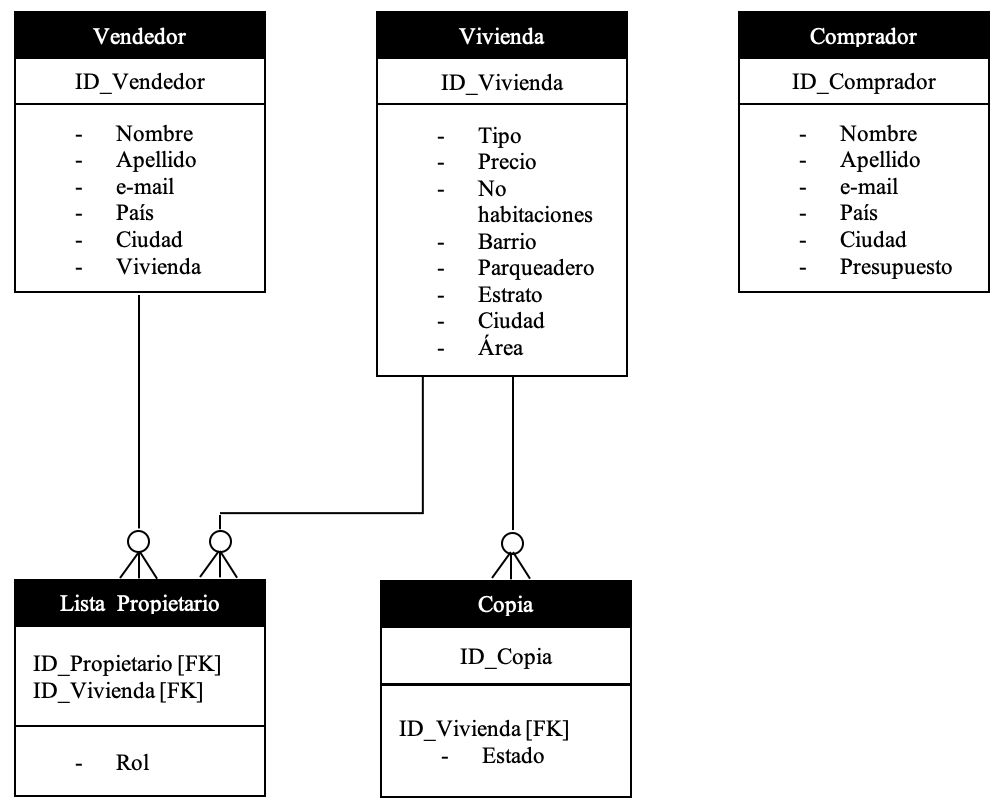 Vendedor
ID_Vendedor
- Nombre
- Apellido
- e-mail
- País
- Ciudad
- Vivienda
Vivienda
ID_Vivienda
- Tipo
- Precio
- No
habitaciones
- Barrio
- Parqueadero
- Estrato
- Ciudad
- Área
Comprador
ID_Comprador
- Nombre
- Apellido
- e-mail
- País
- Ciudad
- Presupuesto
Lista Propietario
ID_Propietario [FK]
ID_Vivienda [FK]
- Rol
Copia
ID_Copia
ID_Vivienda [FK]
- Estado